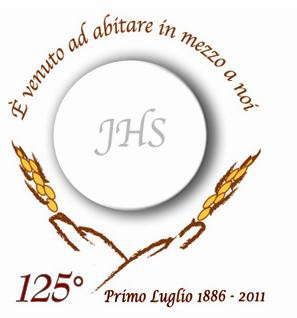 È venuto ad abitare in mezzo a noi
JHS
125°
Primo Luglio 1886 - 2011